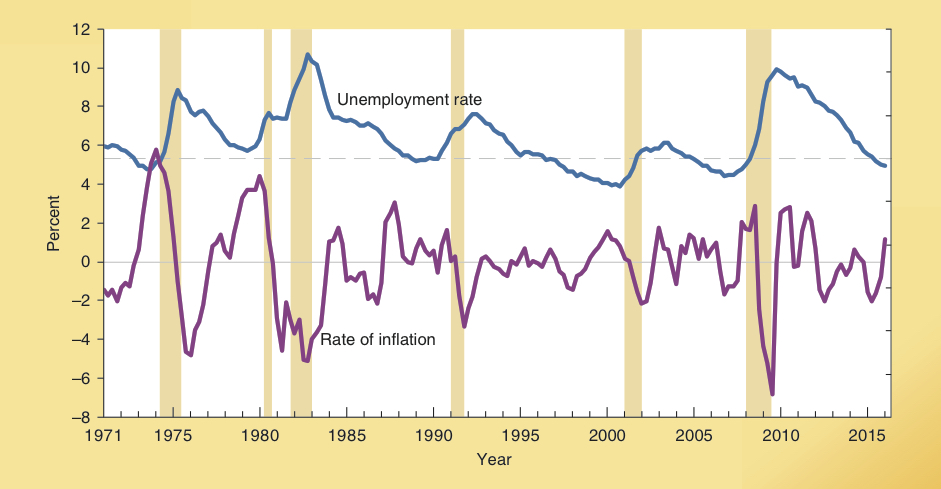 12
10
8
6
4
2
0
–2
–4
–6
–8
Percent
Unemployment rate
Rate of inflation
1971 1975 1980 1985 1990 1995 2000 2005 2010 2015
Year